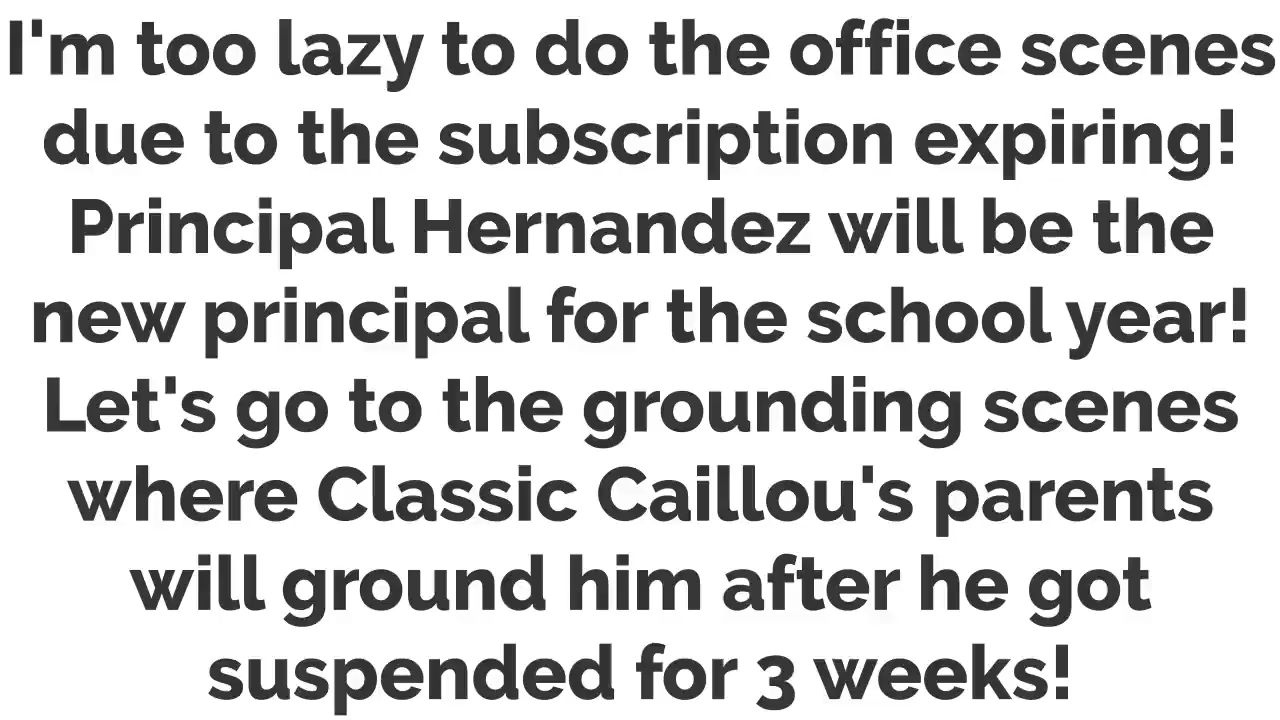 I'm too lazy to do the office scenes
due to the subscription expiring!
Principal Hernandez will be the
new principal for the school year!
Let's go to the grounding scenes
where Classic Caillou's parents
will ground him after he got
suspended for 3 weeks!